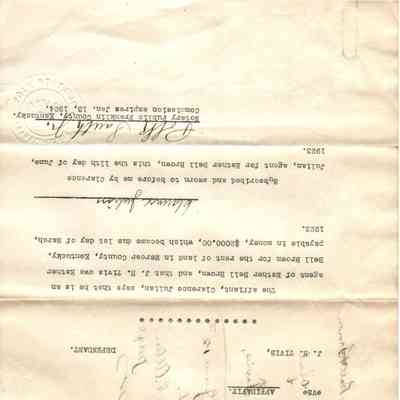 AFFIDAVIT.
J. S. TIVIS, DEFENDANT.
* * * * * * * * * *
The affiant, Clarence Julian, says that he is an
agent of Esther Bell Brown, and that J. S. Tivis owes Esther
Bell Brown for the rent of land in Mercer County, Kentucky,
payable in money, $2000.00, which became due 1st day of March,
1923.
Clarence Julian
Subscribed and sworn to before me by Clarence
Julian, agent for Esther Bell Brown, this the 11th day of June,
1923.
Notary Public Franklin County, Kentucky.
Commission expires Jan. 13, 1924.